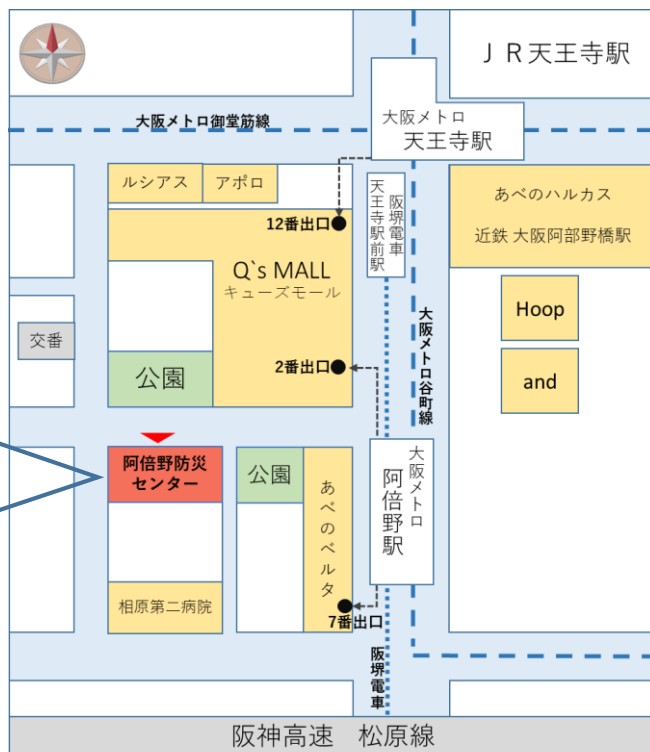 ＪＲ天王寺駅
大阪メトロ御堂筋線
大阪メトロ
天王寺駅
ルシアス
アポロ
阪堺電車
天王寺駅前駅
あべのハルカス
近鉄 大阪阿部野橋駅
12番出口
Q`s MALL
キューズモール
大阪メトロ谷町線
Hoop
交番
2番出口
公園
and
阿倍野防災
センター
公園
あべのベルタ
大阪メトロ
阿倍野駅
相原第二病院
7番出口
阪堺電車
阪神高速　松原線